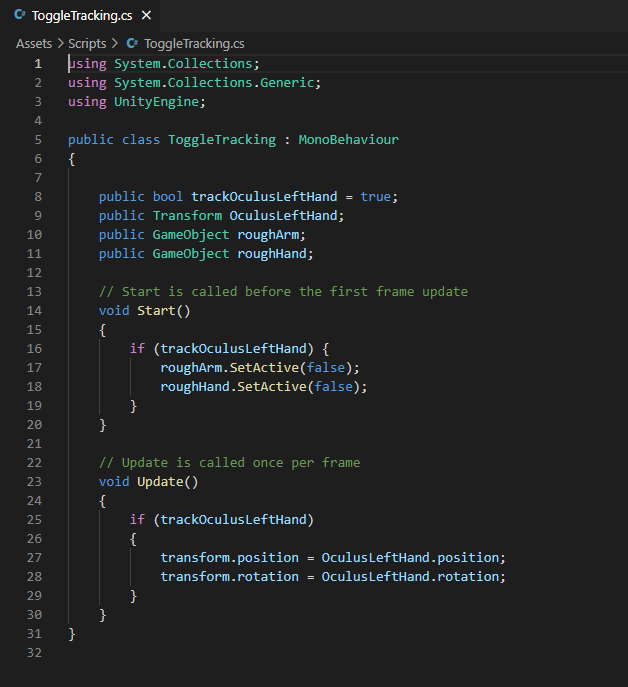 ToggleTracking.cs
Assets > Scripts > ToggleTracking.cs
1 using System.Collections;
2 using System.Collections.Generic;
3 using UnityEngine;
4
5 public class ToggleTracking : MonoBehaviour
6 {
7
8     public bool trackOculusLeftHand = true;
9     public Transform OculusLeftHand;
10     public GameObject roughArm;
11     public GameObject roughHand;
12
13     // Start is called before the first frame update
14     void Start()
15     {
16         if (trackOculusLeftHand) {
17             roughArm.SetActive(false);
18             roughHand.SetActive(false);
19         }
20     }
21
22     // Update is called once per frame
23     void Update()
24     {
25         if (trackOculusLeftHand)
26         {
27             transform.position = OculusLeftHand.position;
28             transform.rotation = OculusLeftHand.rotation;
29         }
30     }
31 }
32